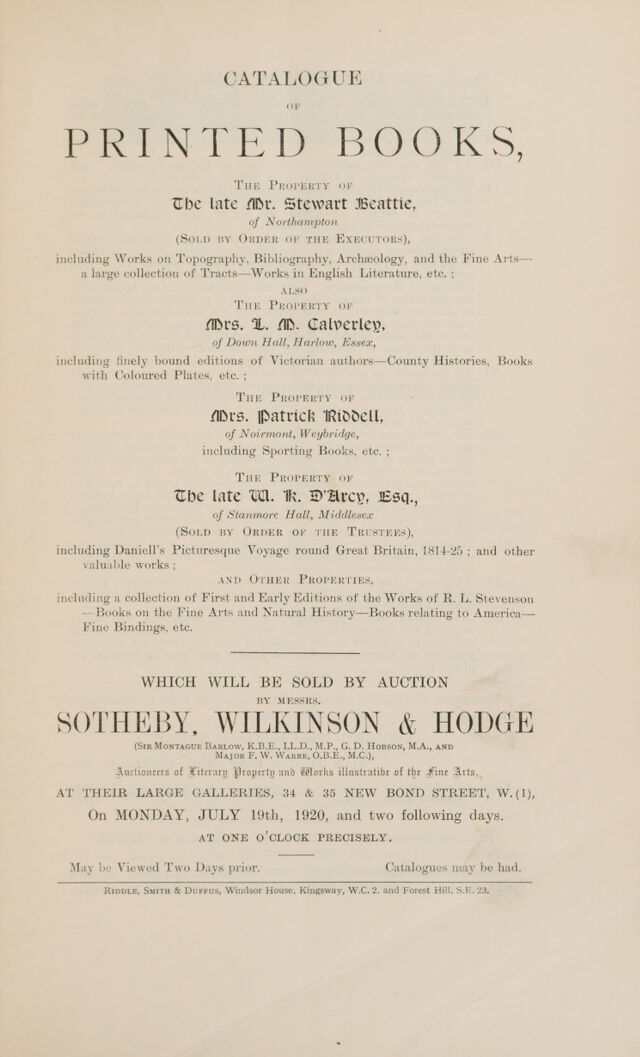 CATALOGUE
OF
PRINTED BOOKS,
THE PROPERTY OF
The late Mr. Stewart Beattie,
of Northampton
(SOLD BY ORDER OF THE EXECUTORS),
including Works on Topography, Bibliography, Archæology, and the Fine Arts—
a large collection of Tracts—Works in English Literature, etc. ;
ALSO
THE PROPERTY OF
Mrs. L. M. Calverley,
of Down Hall, Harlow, Essex,
including finely bound editions of Victorian authors—County Histories, Books
with Coloured Plates, etc. ;
THE PROPERTY OF
Mrs. Patrick Riddell,
of Noirmont, Weybridge,
including Sporting Books, etc. ;
THE PROPERTY OF
The late W. K. D'Arcy, Esq.,
of Stanmore Hall, Middlesex
(SOLD BY ORDER OF THE TRUSTEES),
including Daniell's Picturesque Voyage round Great Britain, 1814-25 ; and other
valuable works ;
AND OTHER PROPERTIES,
including a collection of First and Early Editions of the Works of R. L. Stevenson
—Books on the Fine Arts and Natural History—Books relating to America—
Fine Bindings, etc.
WHICH WILL BE SOLD BY AUCTION
BY MESSRS.
SOTHEBY, WILKINSON & HODGE
(SIR MONTAGUE BARLOW, K.B.E., LL.D., M.P., G. D. HOBSON, M.A., AND
MAJOR F. W. WARRE, O.B.E., M.C.),
Auctioneers of Literary Property and Works illustrative of the Fine Arts,
AT THEIR LARGE GALLERIES, 34 & 35 NEW BOND STREET, W.(1),
On MONDAY, JULY 19th, 1920, and two following days,
AT ONE O'CLOCK PRECISELY.
May be Viewed Two Days prior. Catalogues may be had.
RIDDLE, SMITH & DUFFUS, Windsor House, Kingsway, W.C. 2, and Forest Hill, S.E. 23.